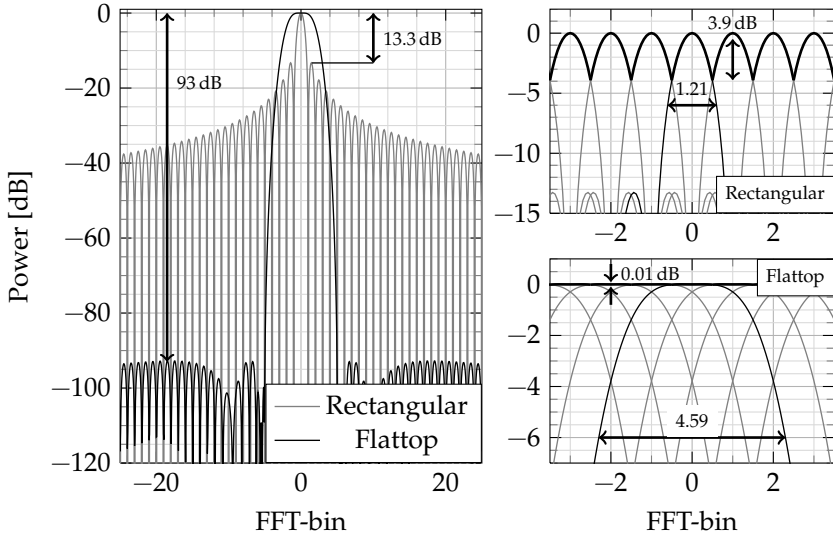 Power [dB]
0
−20
−40
−60
−80
−100
−120
93 dB
13.3 dB
Rectangular
Flattop
−20
0
20
FFT-bin
0
−5
−10
−15
3.9 dB
1.21
Rectangular
−2
0
2
0
−2
−4
−6
0.01 dB
Flattop
4.59
−2
0
2
FFT-bin